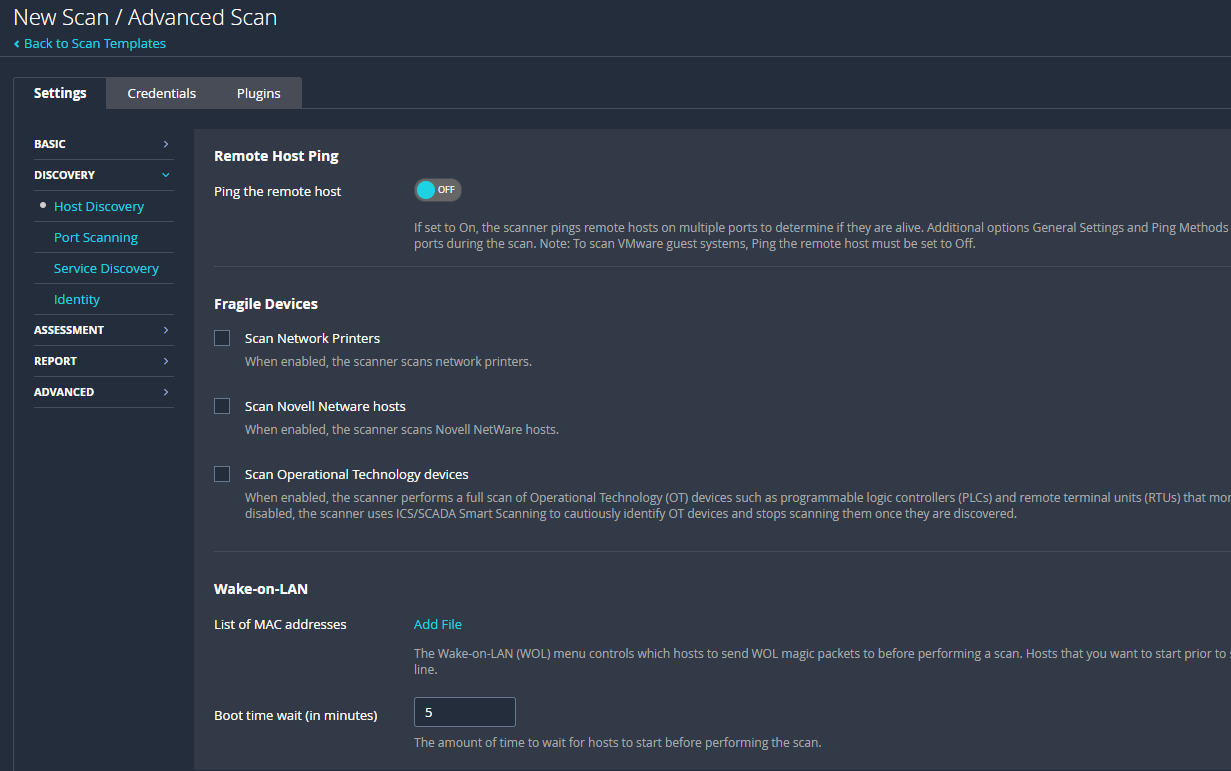 New Scan / Advanced Scan
Back to Scan Templates
Settings
Credentials
Plugins
BASIC
DISCOVERY
Host Discovery
Port Scanning
Service Discovery
Identity
ASSESSMENT
REPORT
ADVANCED
Remote Host Ping
Ping the remote host
OFF
If set to On, the scanner pings remote hosts on multiple ports to determine if they are alive. Additional options General Settings and Ping Methods
ports during the scan. Note: To scan VMware guest systems, Ping the remote host must be set to Off.
Fragile Devices
Scan Network Printers
When enabled, the scanner scans network printers.
Scan Novell Netware hosts
When enabled, the scanner scans Novell NetWare hosts.
Scan Operational Technology devices
When enabled, the scanner performs a full scan of Operational Technology (OT) devices such as programmable logic controllers (PLCs) and remote terminal units (RTUs) that
disabled, the scanner uses ICS/SCADA Smart Scanning to cautiously identify OT devices and stops scanning them once they are discovered.
Wake-on-LAN
List of MAC addresses
Add File
The Wake-on-LAN (WOL) menu controls which hosts to send WOL magic packets to before performing a scan. Hosts that you want to start prior to
line.
Boot time wait (in minutes)
5
The amount of time to wait for hosts to start before performing the scan.